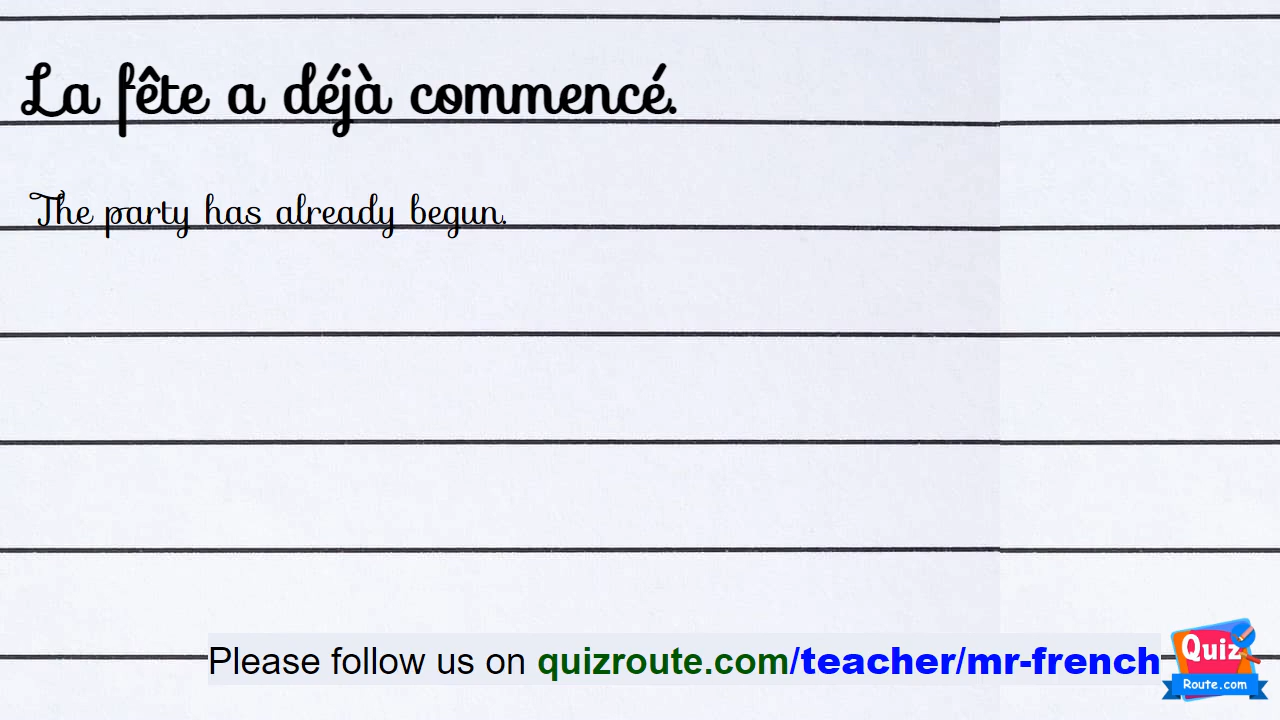 La fête a déjà commencé.
The party has already begun.
Please follow us on quizroute.com/teacher/mr-french
Quiz
Route.com